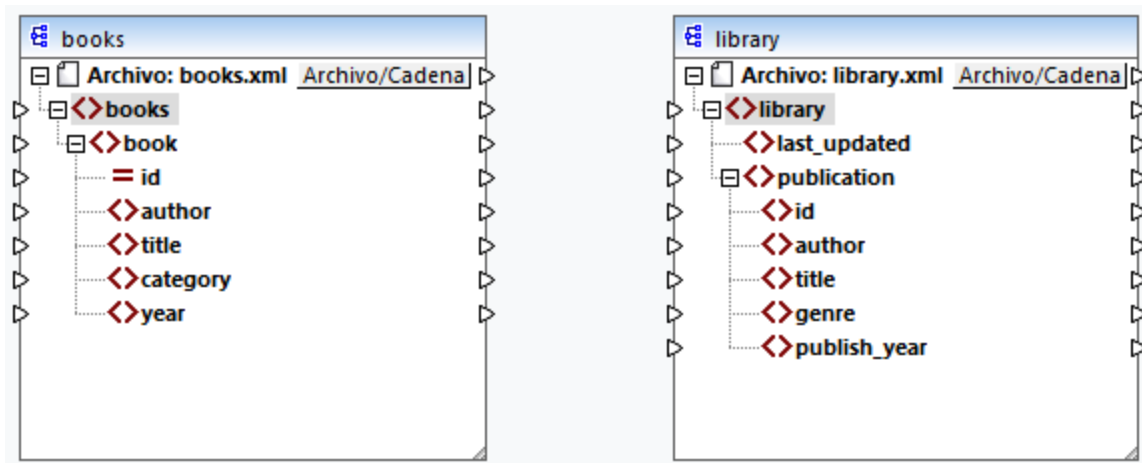 books
Archivo: books.xml Archivo/Cadena
books
book
id
author
title
category
year
library
Archivo: library.xml Archivo/Cadena
library
last_updated
publication
id
author
title
genre
publish_year